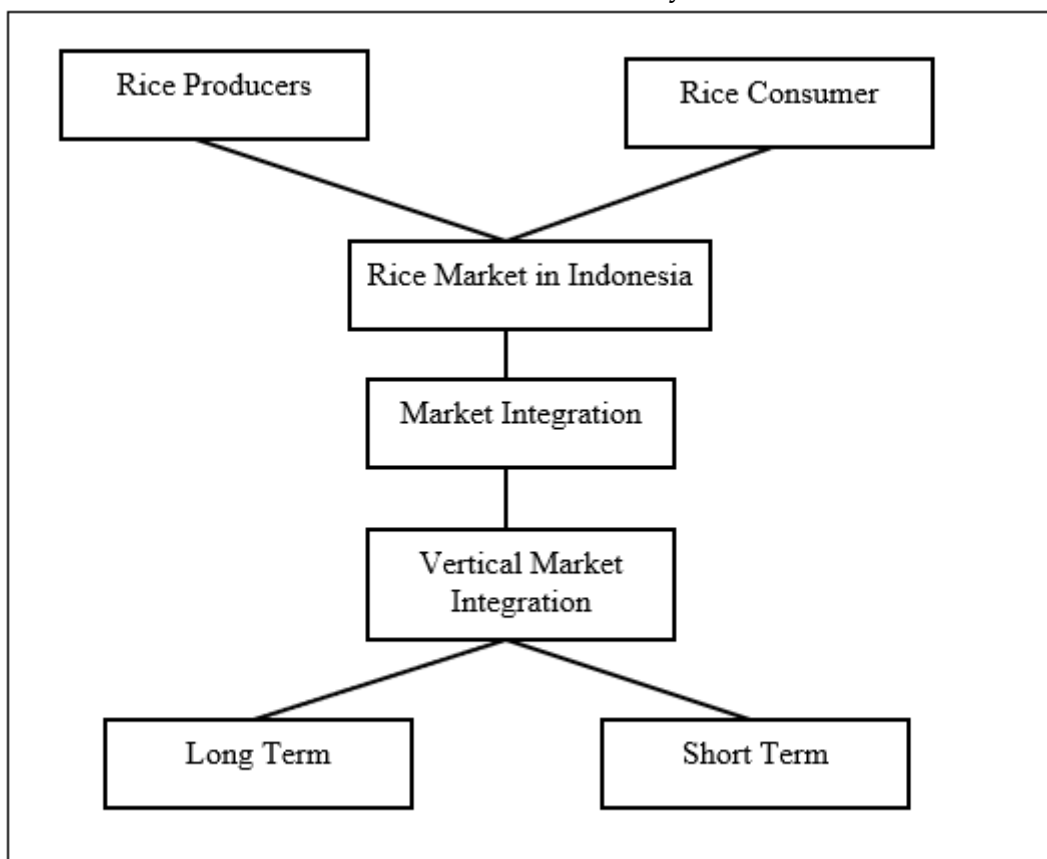 Rice Producers
Rice Consumer
Rice Market in Indonesia
Market Integration
Vertical Market
Integration
Long Term
Short Term